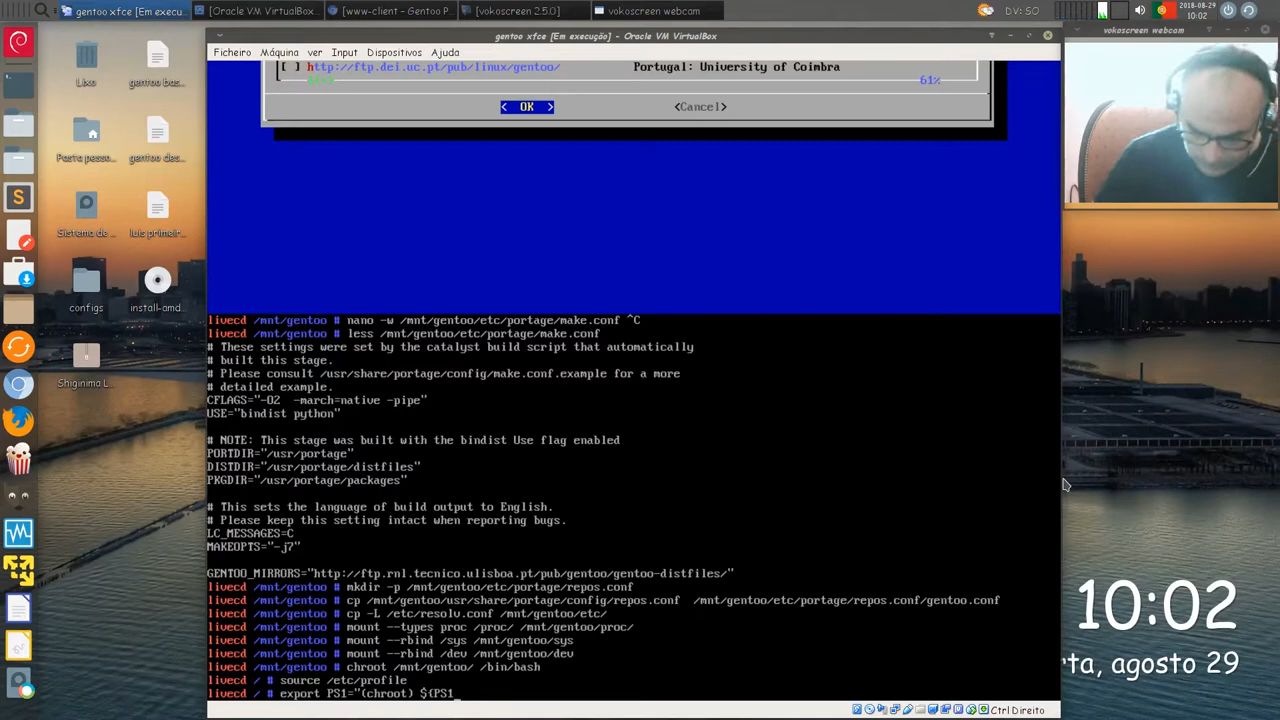 gentoo xfce [Em execu
[Oracle VM VirtualBox
[www-client – Gentoo P
[vokoscreen 2.5.0]
vokoscreen webcam
DV: SO
2018-08-29
10:02
gentoo xfce [Em execução] - Oracle VM VirtualBox
vokoscreen webcam
Ficheiro Máquina ver Input Dispositivos Ajuda
[ ] http://ftp.dei.uc.pt/pub/linux/gentoo/ Portugal: University of Coimbra
61%
< OK > <Cancel>
Lixo
gentoo bas...
Pasta pesso...
gentoo des...
Sistema de ...
luis primeir...
configs
install-amd...
Shiginima L...
livecd /mnt/gentoo # nano -w /mnt/gentoo/etc/portage/make.conf ^C
livecd /mnt/gentoo # less /mnt/gentoo/etc/portage/make.conf
# These settings were set by the catalyst build script that automatically
# built this stage.
# Please consult /usr/share/portage/config/make.conf.example for a more
# detailed example.
CFLAGS="-O2  -march=native -pipe"
USE="bindist python"
# NOTE: This stage was built with the bindist Use flag enabled
PORTDIR="/usr/portage"
DISTDIR="/usr/portage/distfiles"
PKGDIR="/usr/portage/packages"
# This sets the language of build output to English.
# Please keep this setting intact when reporting bugs.
LC_MESSAGES=C
MAKEOPTS="-j7"
GENTOO_MIRRORS="http://ftp.rnl.tecnico.ulisboa.pt/pub/gentoo/gentoo-distfiles/"
livecd /mnt/gentoo # mkdir -p /mnt/gentoo/etc/portage/repos.conf
livecd /mnt/gentoo # cp /mnt/gentoo/usr/share/portage/config/repos.conf  /mnt/gentoo/etc/portage/repos.conf/gentoo.conf
livecd /mnt/gentoo # cp -L /etc/resolv.conf /mnt/gentoo/etc/
livecd /mnt/gentoo # mount --types proc /proc/ /mnt/gentoo/proc/
livecd /mnt/gentoo # mount --rbind /sys /mnt/gentoo/sys
livecd /mnt/gentoo # mount --rbind /dev /mnt/gentoo/dev
livecd /mnt/gentoo # chroot /mnt/gentoo/ /bin/bash
livecd / # source /etc/profile
livecd / # export PS1="(chroot) ${PS1_
Ctrl Direito
10:02
rta, agosto 29